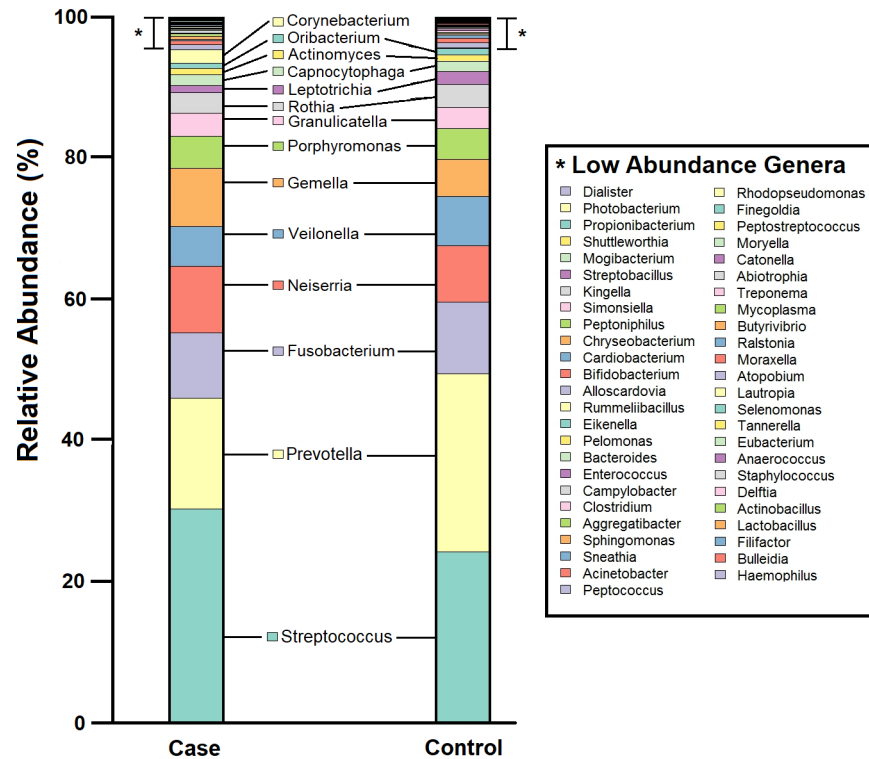 Relative Abundance (%)
100
80
60
40
20
0
*
*
Corynebacterium
Oribacterium
Actinomyces
Capnocytophaga
Leptotrichia
Rothia
Granulicatella
Porphyromonas
Gemella
Veilonella
Neiserria
Fusobacterium
Prevotella
Streptococcus
Case
Control
* Low Abundance Genera
Dialister
Photobacterium
Propionibacterium
Shuttleworthia
Mogibacterium
Streptobacillus
Kingella
Simonsiella
Peptoniphilus
Chryseobacterium
Cardiobacterium
Bifidobacterium
Alloscardovia
Rummeliibacillus
Eikenella
Pelomonas
Bacteroides
Enterococcus
Campylobacter
Clostridium
Aggregatibacter
Sphingomonas
Sneathia
Acinetobacter
Peptococcus
Rhodopseudomonas
Finegoldia
Peptostreptococcus
Moryella
Catonella
Abiotrophia
Treponema
Mycoplasma
Butyrivibrio
Ralstonia
Moraxella
Atopobium
Lautropia
Selenomonas
Tannerella
Eubacterium
Anaerococcus
Staphylococcus
Delftia
Actinobacillus
Lactobacillus
Filifactor
Bulleidia
Haemophilus